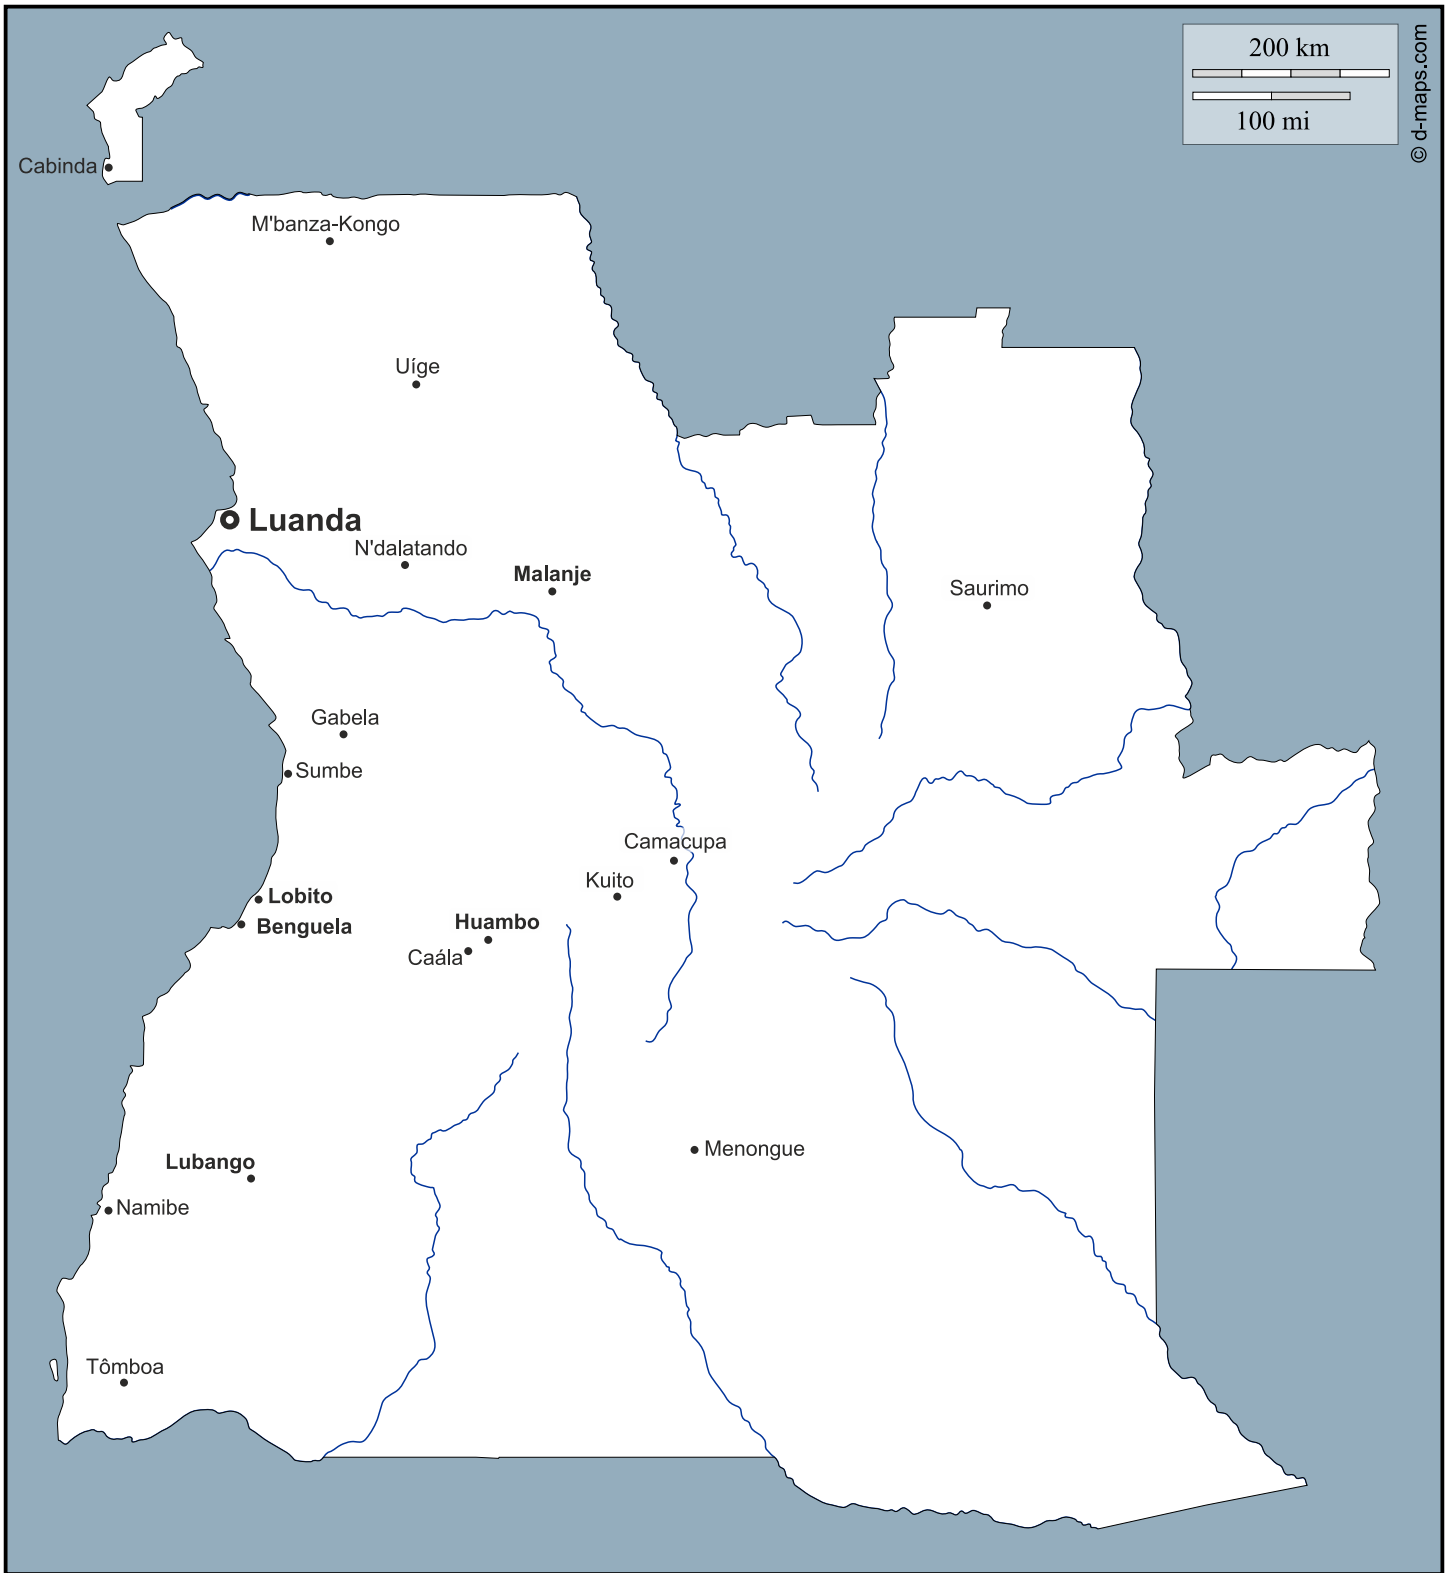 200 km
100 mi
© d-maps.com
Cabinda
M'banza-Kongo
Uíge
Luanda
N'dalatando
Malanje
Saurimo
Gabela
Sumbe
Camacupa
Kuito
Lobito
Benguela
Huambo
Caála
Menongue
Lubango
Namibe
Tômboa